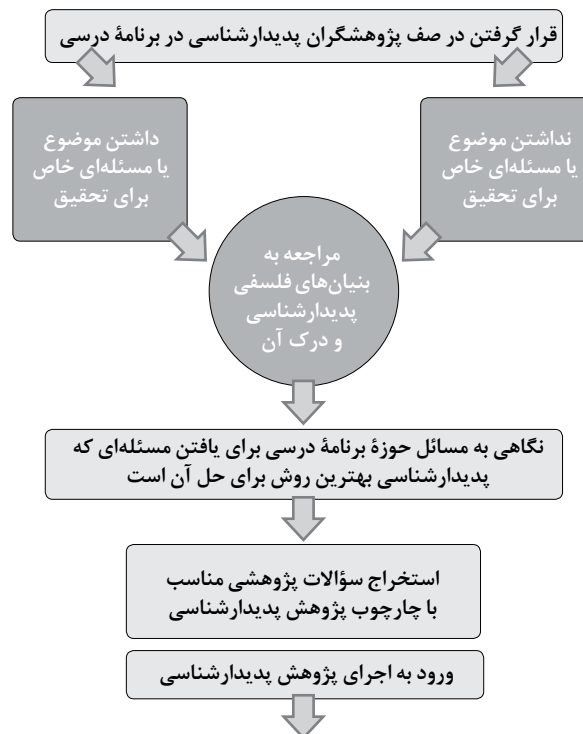 قرار گرفتن در صف پژوهشگران پدیدارشناسی در برنامهٔ درسی
نداشتن موضوع
یا مسئله‌ای خاص
برای تحقیق
داشتن موضوع
یا مسئله‌ای خاص
برای تحقیق
مراجعه به
بنیان‌های فلسفی
پدیدارشناسی
و درک آن
نگاهی به مسائل حوزهٔ برنامهٔ درسی برای یافتن مسئله‌ای که
پدیدارشناسی بهترین روش برای حل آن است
استخراج سؤالات پژوهشی مناسب
با چارچوب پژوهش پدیدارشناسی
ورود به اجرای پژوهش پدیدارشناسی